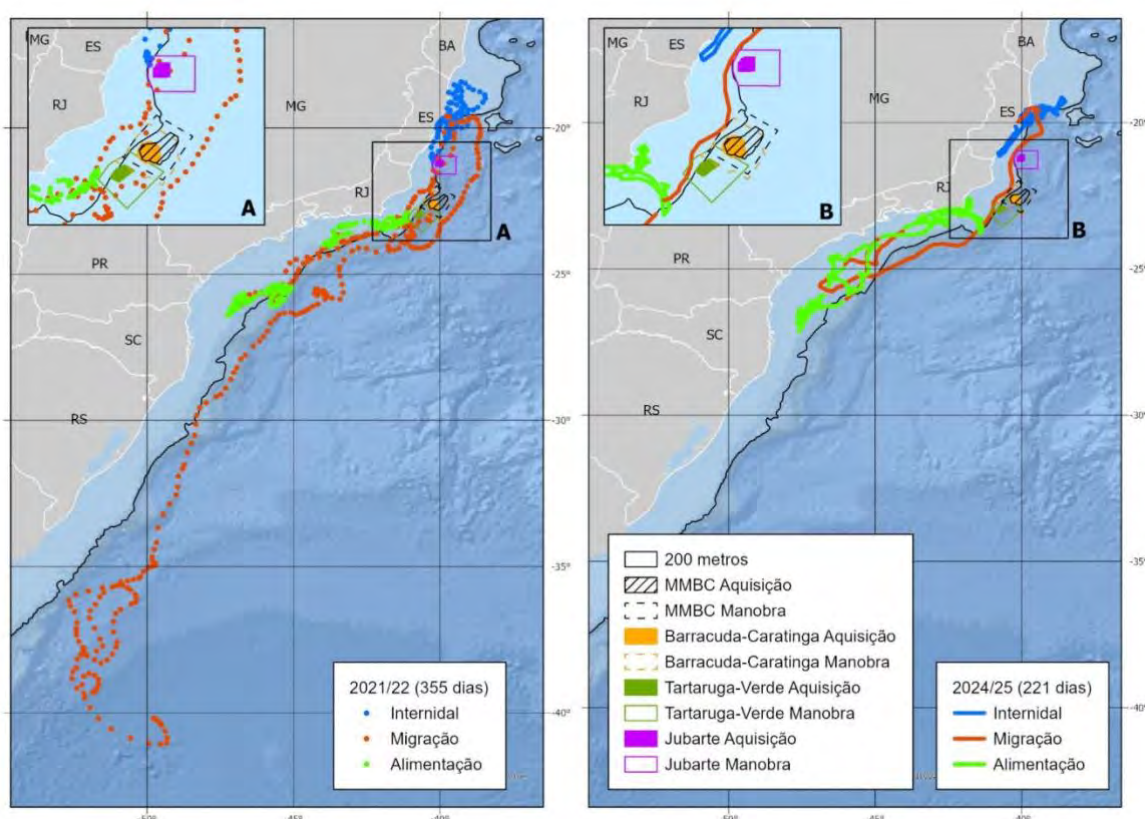 MG
ES
RJ
A
BA
MG
ES
RJ
A
PR
SC
RS
-20°
-25°
-30°
-35°
-40°
-50°
-45°
-40°
2021/22 (355 dias)
Internidal
Migração
Alimentação
MG
ES
RJ
B
BA
MG
ES
RJ
B
PR
SC
RS
-20°
-25°
-30°
-35°
-40°
-50°
-45°
-40°
200 metros
MMBC Aquisição
MMBC Manobra
Barracuda-Caratinga Aquisição
Barracuda-Caratinga Manobra
Tartaruga-Verde Aquisição
Tartaruga-Verde Manobra
Jubarte Aquisição
Jubarte Manobra
2024/25 (221 dias)
Internidal
Migração
Alimentação